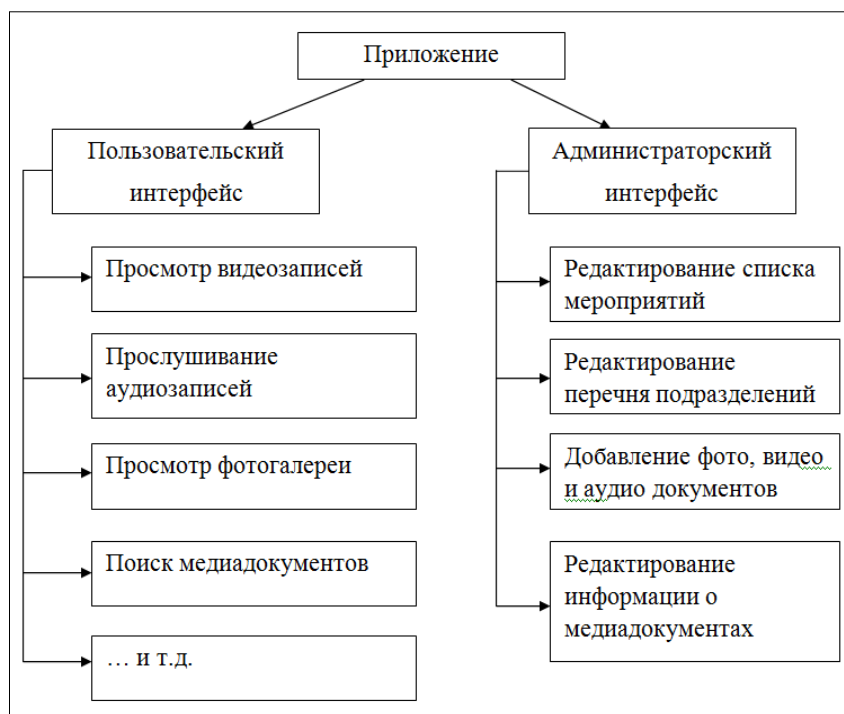 Приложение
Пользовательский
интерфейс
Просмотр видеозаписей
Прослушивание
аудиозаписей
Просмотр фотогалереи
Поиск медиадокументов
… и т.д.
Администраторский
интерфейс
Редактирование списка
мероприятий
Редактирование
перечня подразделений
Добавление фото, видео
и аудио документов
Редактирование
информации о
медиадокументах